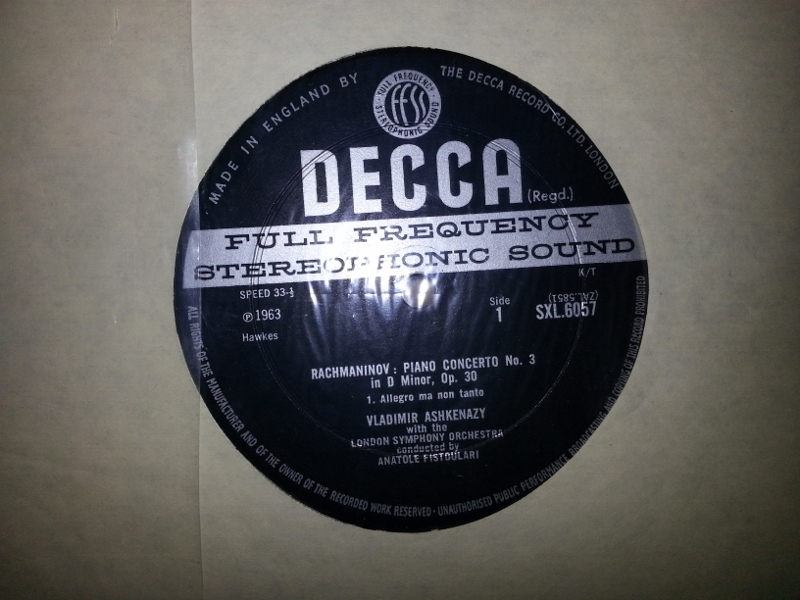 MADE IN ENGLAND BY THE DECCA RECORD CO. LTD. LONDON
FULL FREQUENCY
FFSS
STEREOPHONIC SOUND
DECCA (Regd.)
FULL FREQUENCY
STEREOPHONIC SOUND
K/T
SPEED 33-⅓
℗ 1963
Hawkes
Side
1
(ZAL.5851)
SXL.6057
RACHMANINOV : PIANO CONCERTO No. 3
in D Minor, Op. 30
1. Allegro ma non tanto
VLADIMIR ASHKENAZY
with the
LONDON SYMPHONY ORCHESTRA
conducted by
ANATOLE FISTOULARI
ALL RIGHTS OF THE MANUFACTURER AND OF THE OWNER OF THE RECORDED WORK RESERVED · UNAUTHORISED PUBLIC PERFORMANCE BROADCASTING AND COPYING OF THIS RECORD PROHIBITED